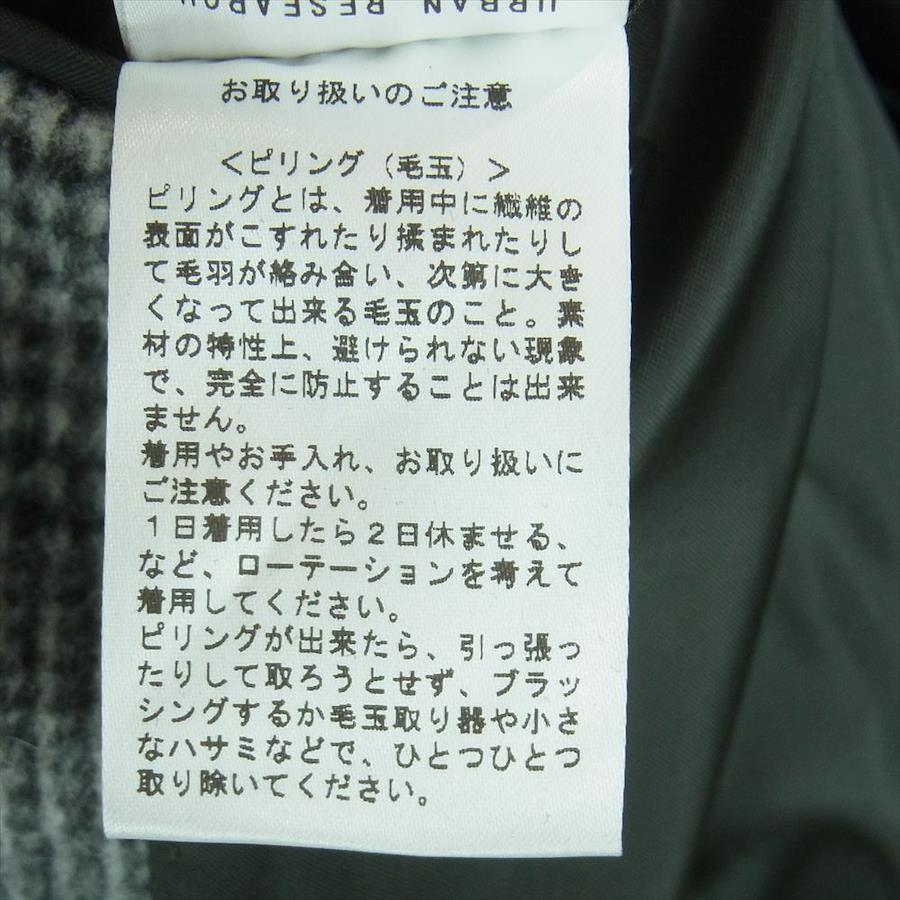 URBAN RESEARCH
お取り扱いのご注意
＜ピリング（毛玉）＞
ピリングとは、着用中に繊維の
表面がこすれたり揉まれたりし
て毛羽が絡み合い、次第に大き
くなって出来る毛玉のこと。素
材の特性上、避けられない現象
で、完全に防止することは出来
ません。
着用やお手入れ、お取り扱いに
ご注意ください。
１日着用したら２日休ませる、
など、ローテーションを考えて
着用してください。
ピリングが出来たら、引っ張っ
たりして取ろうとせず、ブラッ
シングするか毛玉取り器や小さ
なハサミなどで、ひとつひとつ
取り除いてください。